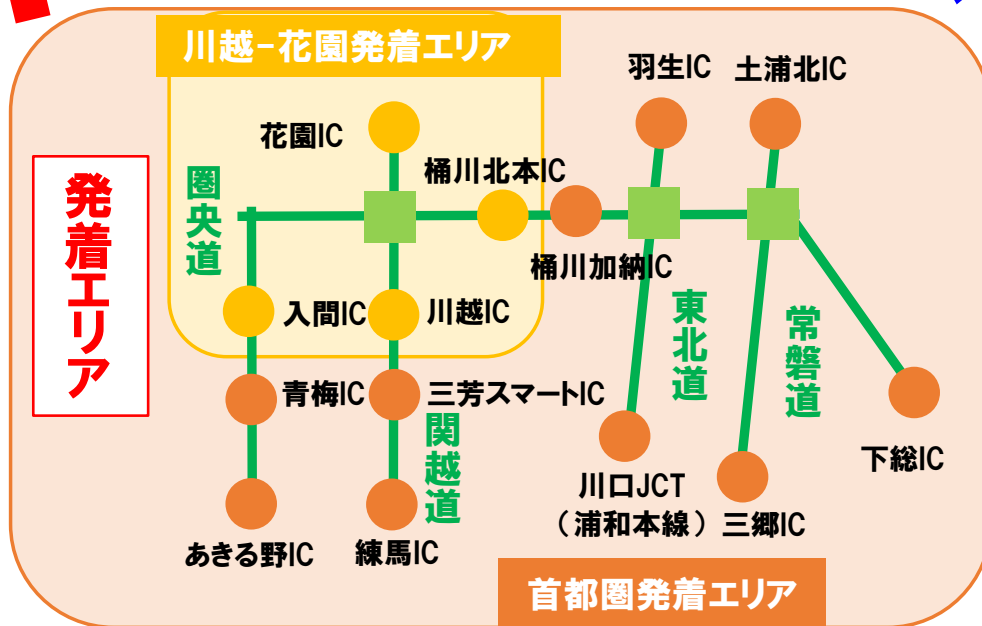 川越-花園発着エリア
羽生IC
土浦北IC
花園IC
桶川北本IC
圏央道
発着エリア
桶川加納IC
入間IC
川越IC
東北道
常磐道
青梅IC
三芳スマートIC
関越道
下総IC
川口JCT
（浦和本線）
三郷IC
あきる野IC
練馬IC
首都圏発着エリア